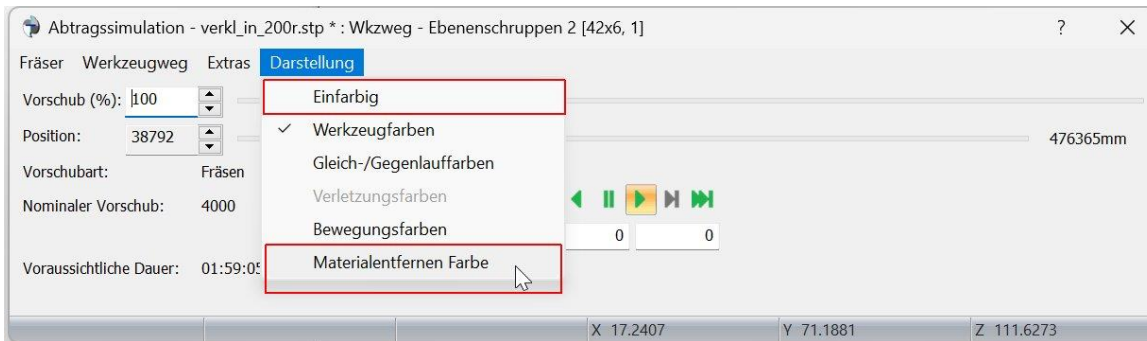 Abtragssimulation - verkl_in_200r.stp * : Wkzweg - Ebenenschruppen 2 [42x6, 1] ?
Fräser Werkzeugweg Extras Darstellung
Vorschub (%): 100
Einfarbig
✓ Werkzeugfarben
Position: 38792
476365mm
Gleich-/Gegenlauffarben
Vorschubart: Fräsen
Verletzungsfarben
Nominaler Vorschub: 4000
Bewegungsfarben
0 0
Materialentfernen Farbe
Voraussichtliche Dauer: 01:59:05
X 17.2407 Y 71.1881 Z 111.6273